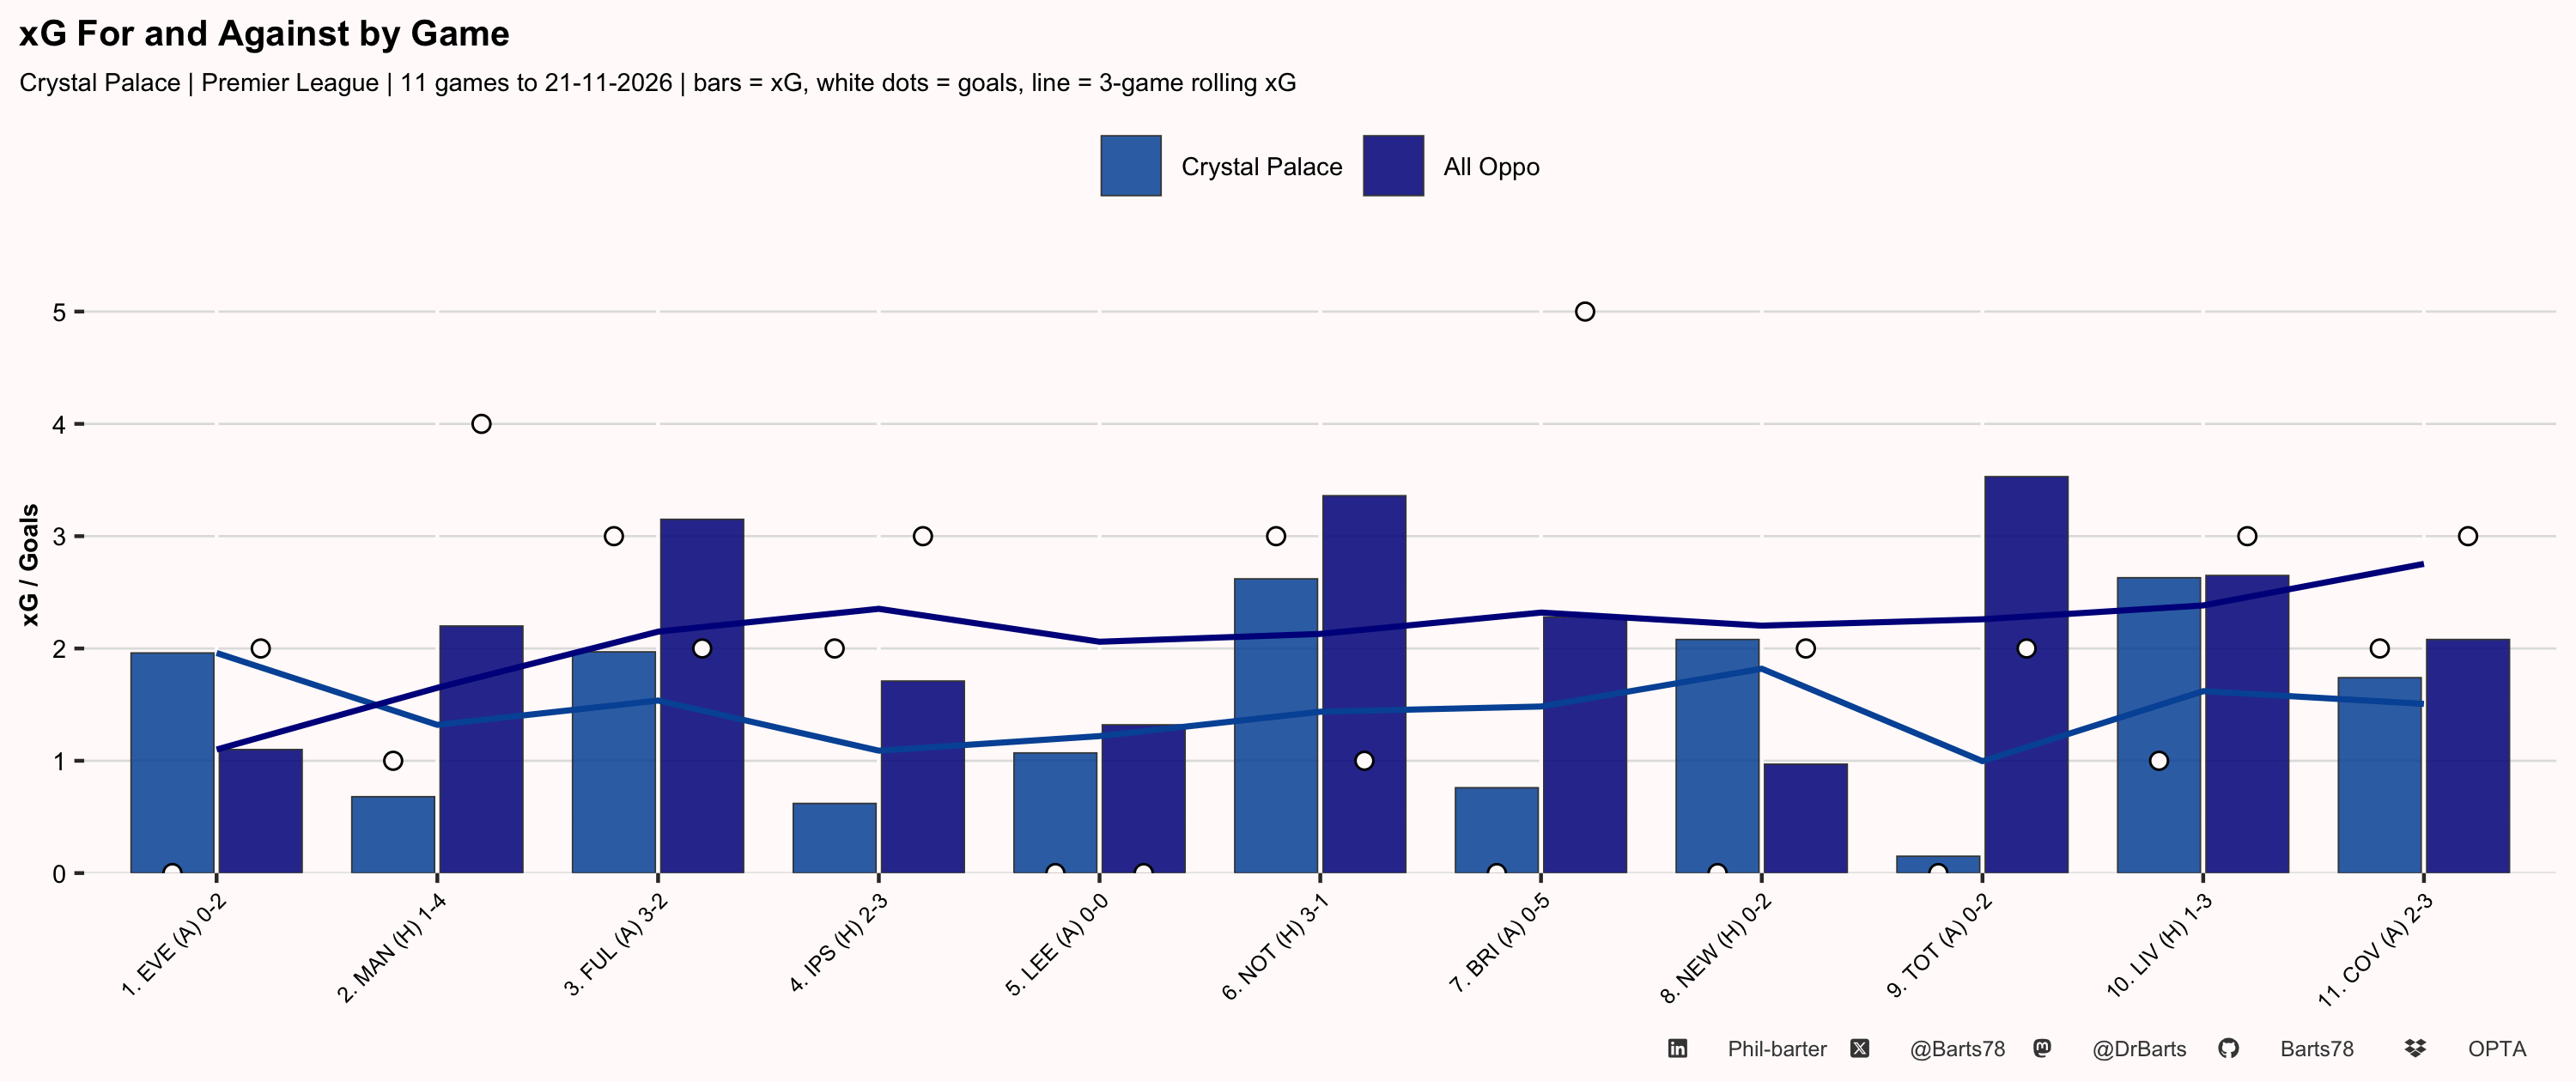 xG For and Against by Game
Crystal Palace | Premier League | 11 games to 21-11-2026 | bars = xG, white dots = goals, line = 3-game rolling xG
Crystal Palace
All Oppo
xG / Goals
5
4
3
2
1
0
1. EVE (A) 0-2
2. MAN (H) 1-4
3. FUL (A) 3-2
4. IPS (H) 2-3
5. LEE (A) 0-0
6. NOT (H) 3-1
7. BRI (A) 0-5
8. NEW (H) 0-2
9. TOT (A) 0-2
10. LIV (H) 1-3
11. COV (A) 2-3
Phil-barter @Barts78 @DrBarts Barts78 OPTA